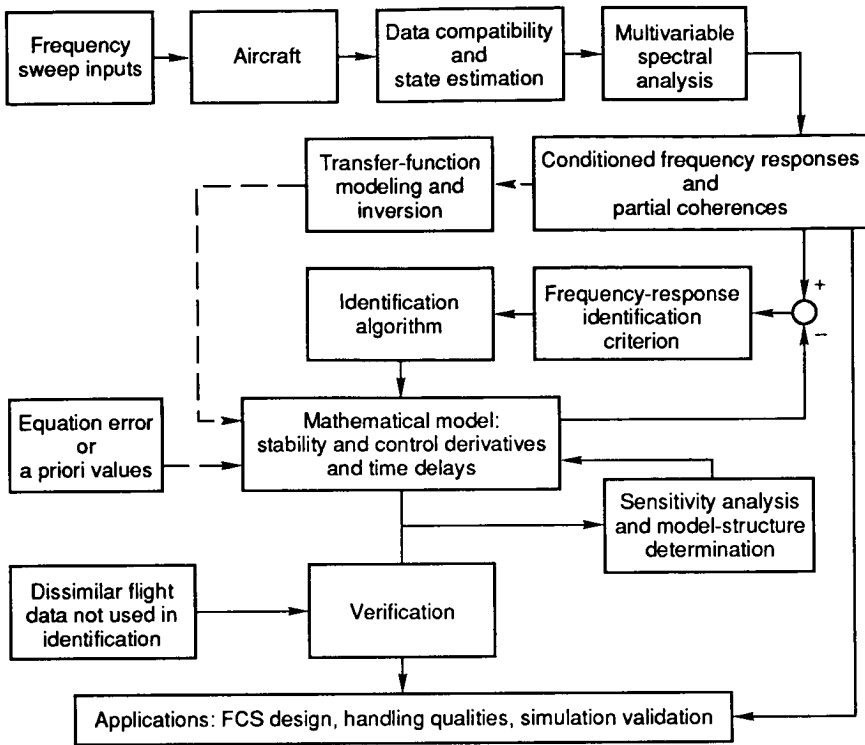 Frequency
sweep inputs
Aircraft
Data compatibility
and
state estimation
Multivariable
spectral
analysis
Transfer-function
modeling and
inversion
Conditioned frequency responses
and
partial coherences
Identification
algorithm
Frequency-response
identification
criterion
+
–
Equation error
or
a priori values
Mathematical model:
stability and control derivatives
and time delays
Sensitivity analysis
and model-structure
determination
Dissimilar flight
data not used in
identification
Verification
Applications: FCS design, handling qualities, simulation validation